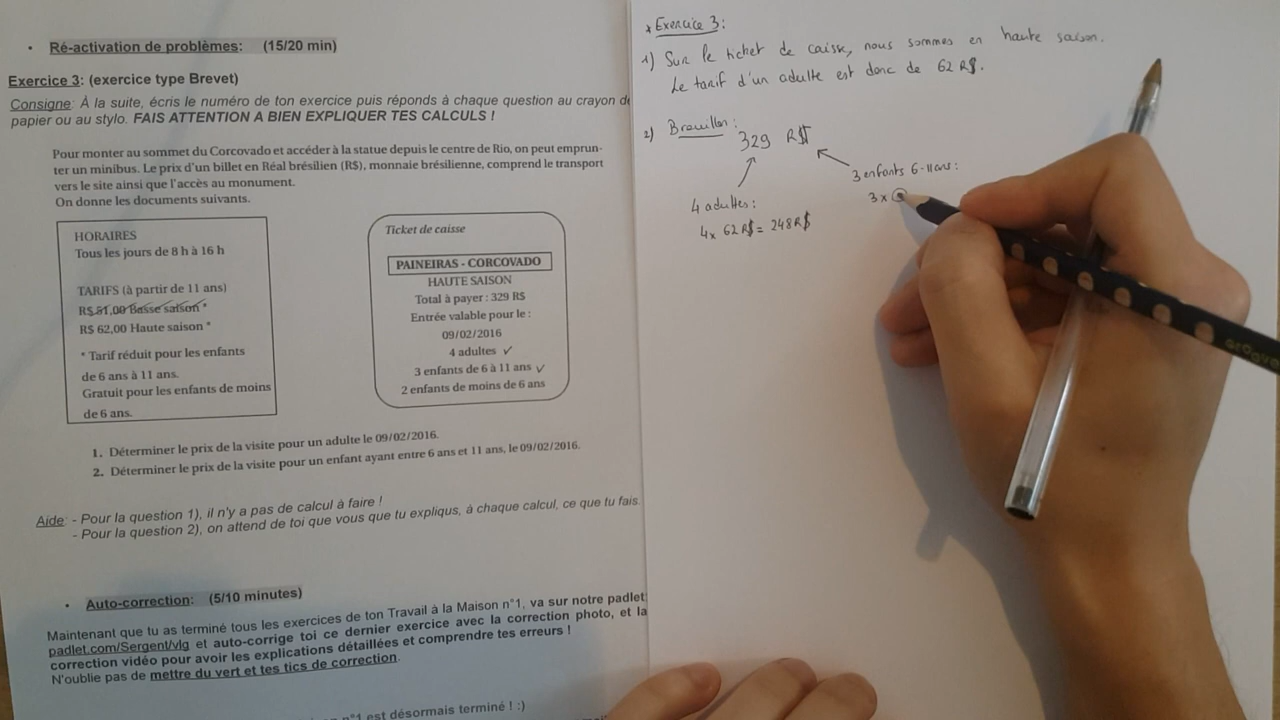 • Ré-activation de problèmes: (15/20 min)
Exercice 3: (exercice type Brevet)
Consigne: À la suite, écris le numéro de ton exercice puis réponds à chaque question au crayon de
papier ou au stylo. FAIS ATTENTION A BIEN EXPLIQUER TES CALCULS !
Pour monter au sommet du Corcovado et accéder à la statue depuis le centre de Rio, on peut emprun-
ter un minibus. Le prix d'un billet en Réal brésilien (R$), monnaie brésilienne, comprend le transport
vers le site ainsi que l'accès au monument.
On donne les documents suivants.
HORAIRES
Tous les jours de 8 h à 16 h
TARIFS (à partir de 11 ans)
R$ 51,00 Basse saison *
R$ 62,00 Haute saison *
* Tarif réduit pour les enfants
de 6 ans à 11 ans.
Gratuit pour les enfants de moins
de 6 ans.
Ticket de caisse
PAINEIRAS - CORCOVADO
HAUTE SAISON
Total à payer : 329 R$
Entrée valable pour le :
09/02/2016
4 adultes ✓
3 enfants de 6 à 11 ans ✓
2 enfants de moins de 6 ans
1. Déterminer le prix de la visite pour un adulte le 09/02/2016.
2. Déterminer le prix de la visite pour un enfant ayant entre 6 ans et 11 ans, le 09/02/2016.
Aide: - Pour la question 1), il n'y a pas de calcul à faire !
- Pour la question 2), on attend de toi que vous que tu expliqus, à chaque calcul, ce que tu fais.
• Auto-correction: (5/10 minutes)
Maintenant que tu as terminé tous les exercices de ton Travail à la Maison n°1, va sur notre padlet
padlet.com/Sergent/vlg et auto-corrige toi ce dernier exercice avec la correction photo, et la
correction vidéo pour avoir les explications détaillées et comprendre tes erreurs !
N'oublie pas de mettre du vert et tes tics de correction.
n°1 est désormais terminé ! :)
* Exercice 3:
1) Sur le ticket de caisse, nous sommes en haute saison.
Le tarif d'un adulte est donc de 62 R$.
2) Brouillon:
329 R$
3 enfants 6-11ans:
3 x
4 adultes:
4 x 62 R$ = 248 R$